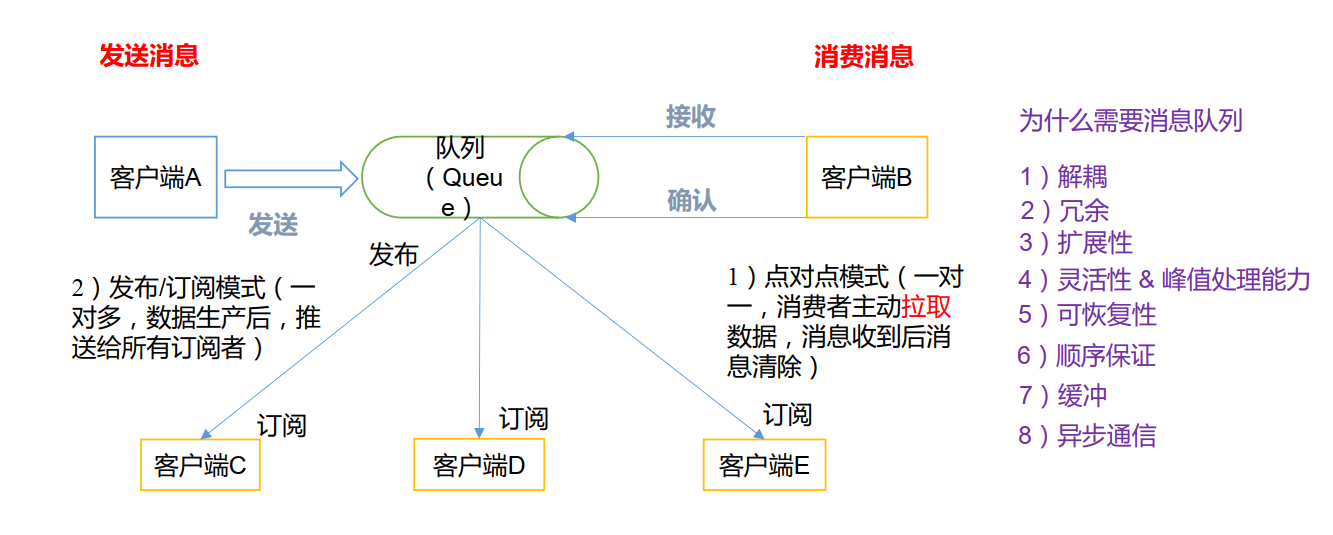 发送消息
消费消息
客户端A
发送
队列
（Queu
e）
接收
确认
客户端B
发布
2）发布/订阅模式（一
对多，数据生产后，推
送给所有订阅者）
1）点对点模式（一对
一，消费者主动拉取
数据，消息收到后消
息清除）
订阅
订阅
订阅
客户端C
客户端D
客户端E
为什么需要消息队列
1）解耦
2）冗余
3）扩展性
4）灵活性 & 峰值处理能力
5）可恢复性
6）顺序保证
7）缓冲
8）异步通信